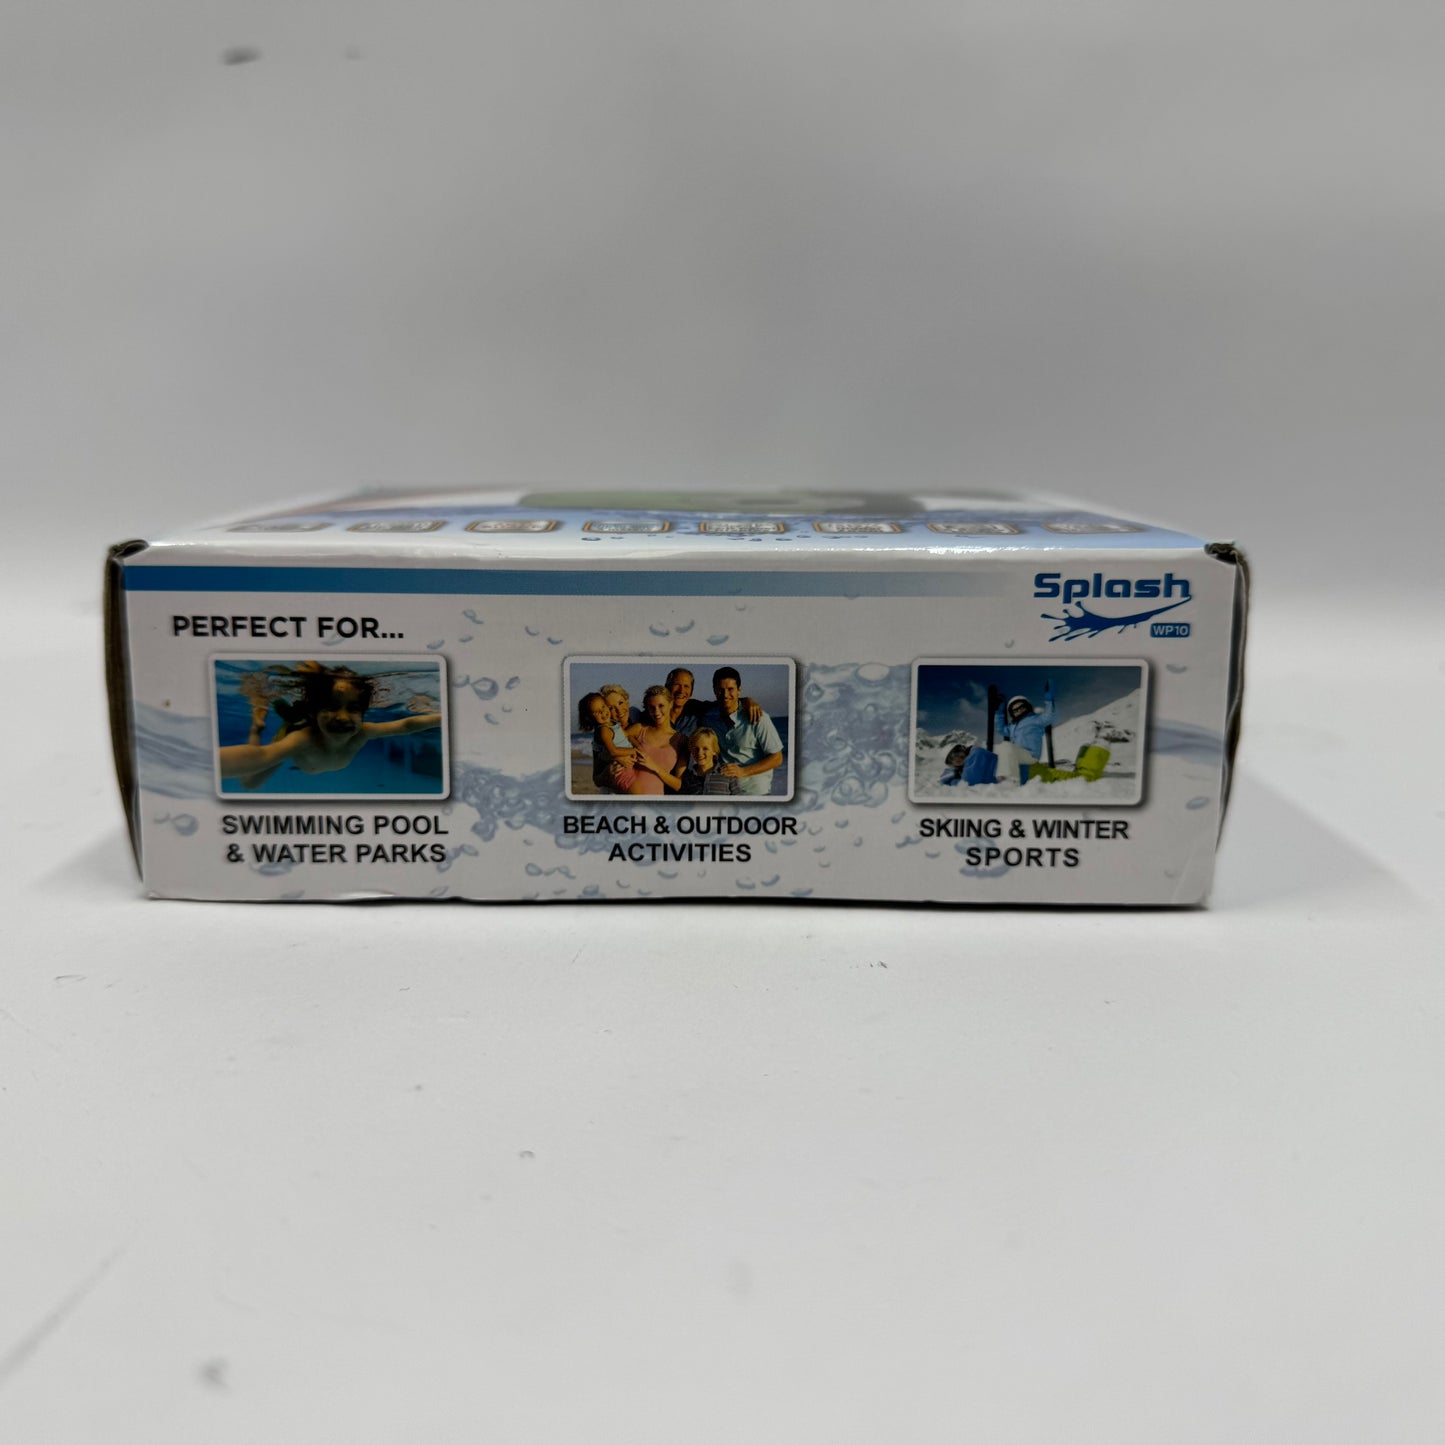 Splash
WP10
PERFECT FOR...
SWIMMING POOL
& WATER PARKS
BEACH & OUTDOOR
ACTIVITIES
SKIING & WINTER
SPORTS